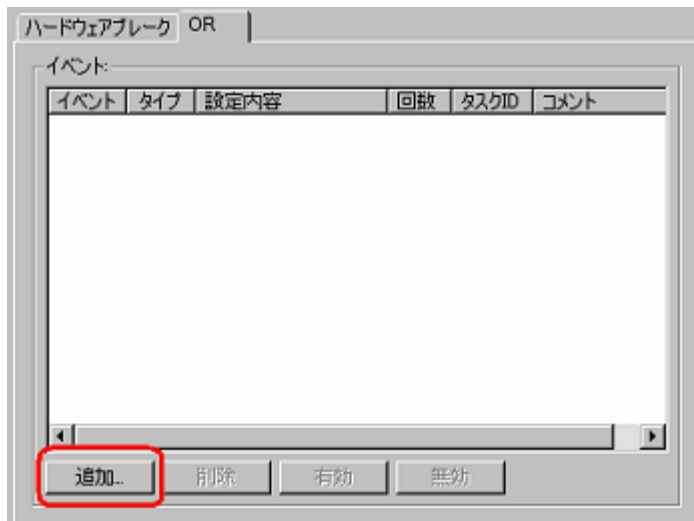 ハードウェアブレーク OR
イベント:
イベント タイプ 設定内容 回数 タスクID コメント
追加... 削除 有効 無効